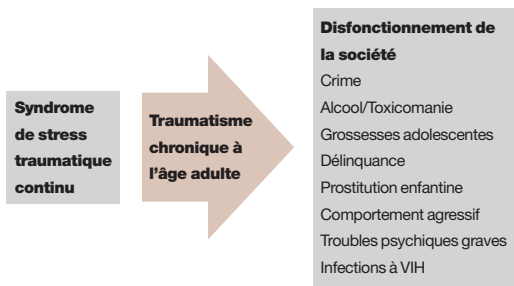 Syndrome
de stress
traumatique
continu
Traumatisme
chronique à
l'âge adulte
Disfonctionnement de
la société
Crime
Alcool/Toxicomanie
Grossesses adolescentes
Délinquance
Prostitution enfantine
Comportement agressif
Troubles psychiques graves
Infections à VIH